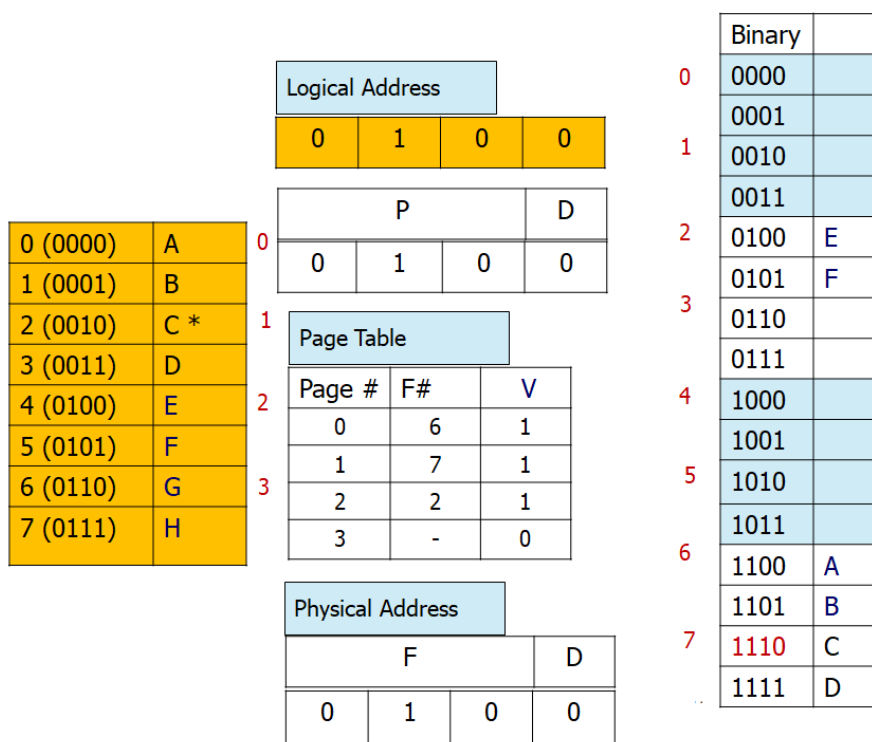 0 (0000) A
1 (0001) B
2 (0010) C *
3 (0011) D
4 (0100) E
5 (0101) F
6 (0110) G
7 (0111) H
0
1
2
3
Logical Address
0 1 0 0
P D
0 1 0 0
Page Table
Page # F# V
0 6 1
1 7 1
2 2 1
3 - 0
Physical Address
F D
0 1 0 0
0
1
2
3
4
5
6
7
Binary
0000
0001
0010
0011
0100 E
0101 F
0110
0111
1000
1001
1010
1011
1100 A
1101 B
1110 C
1111 D